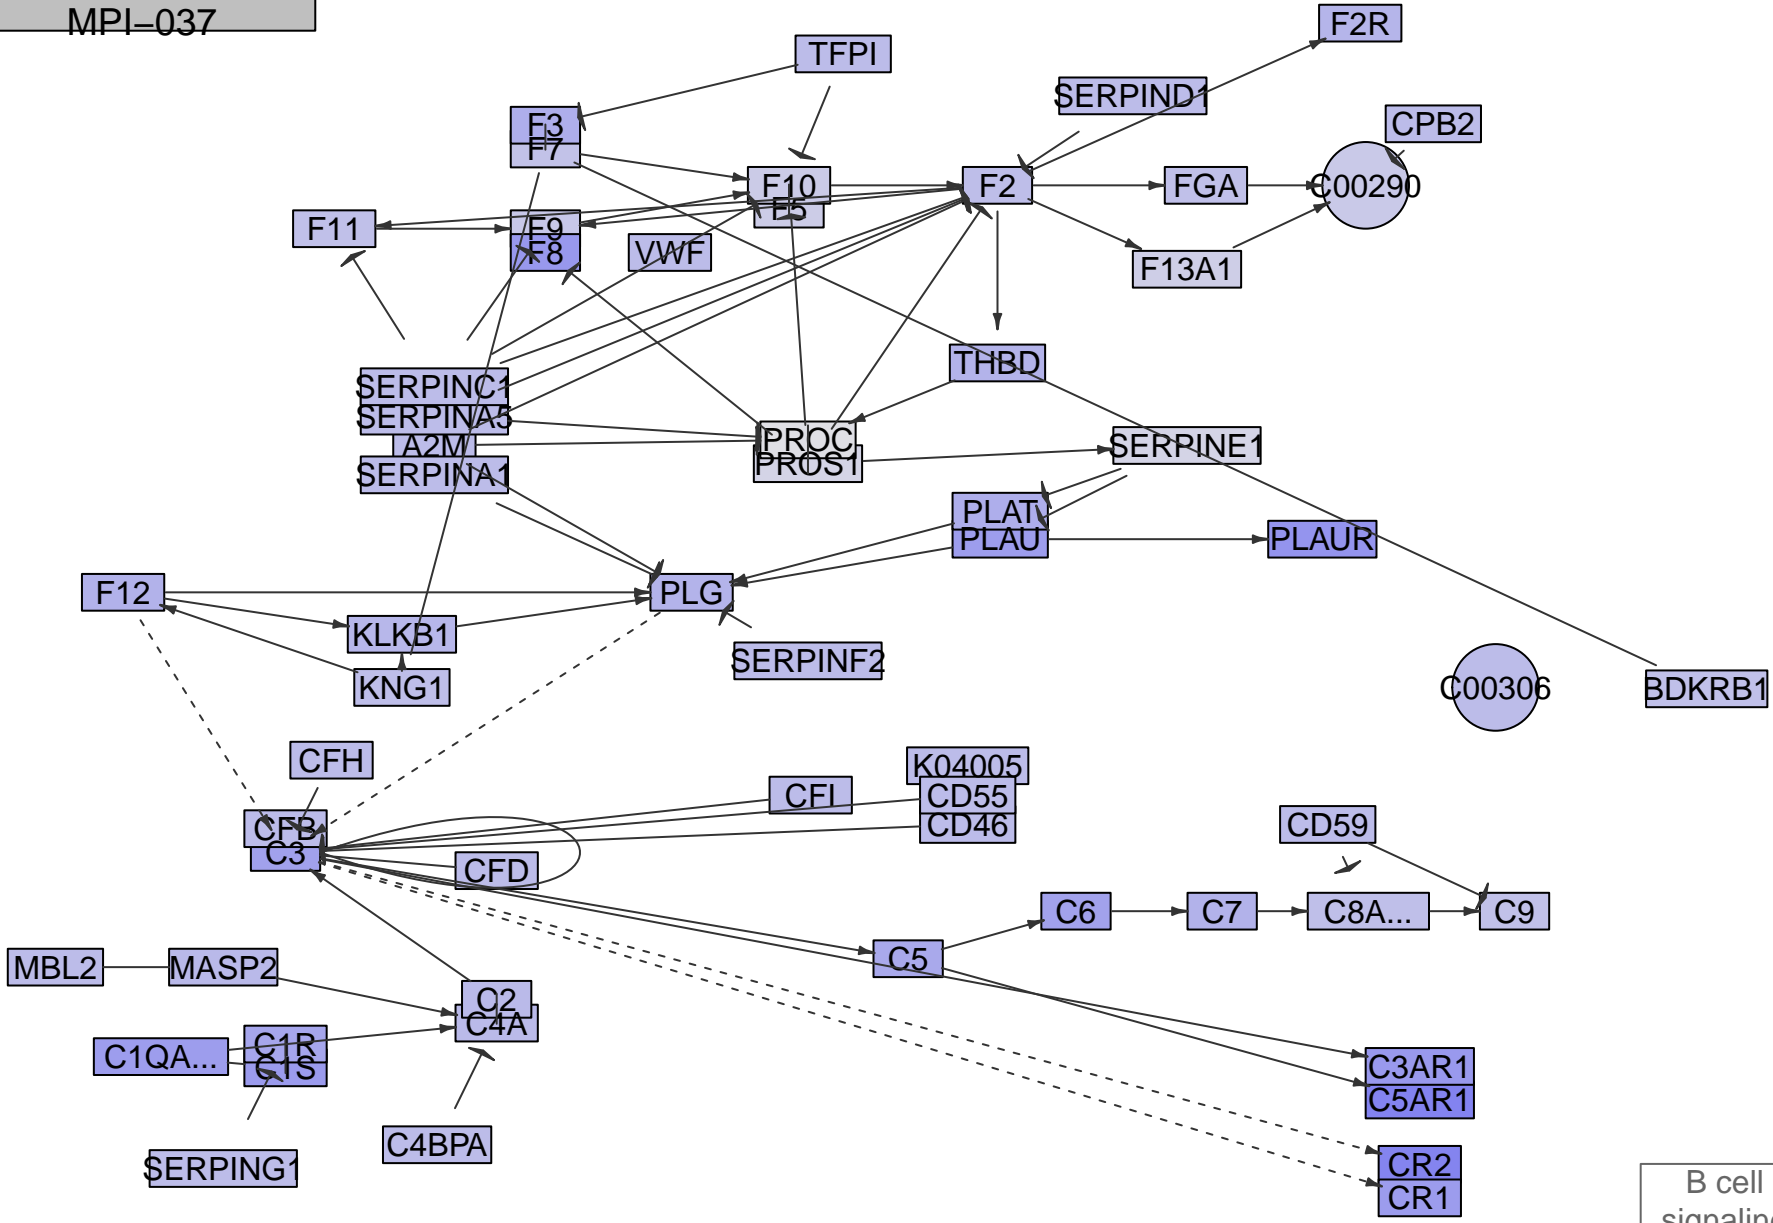 MPI–037
F2R
TFPI
SERPIND1
CPB2
F3
F7
F10
F5
F2
FGA
C00290
F11
F9
F8
VWF
F13A1
THBD
SERPINC1
SERPINA5
A2M
SERPINA1
PROC
PROS1
SERPINE1
PLAT
PLAU
PLAUR
F12
PLG
KLKB1
SERPINF2
KNG1
C00306
BDKRB1
CFH
K04005
CFI
CD55
CD46
CFB
C3
CFD
CD59
C6
C7
C8A...
C9
C5
MBL2
MASP2
C2
C4A
C1QA...
C1R
C1S
C3AR1
C5AR1
C4BPA
SERPING1
CR2
CR1
B cell
signaling